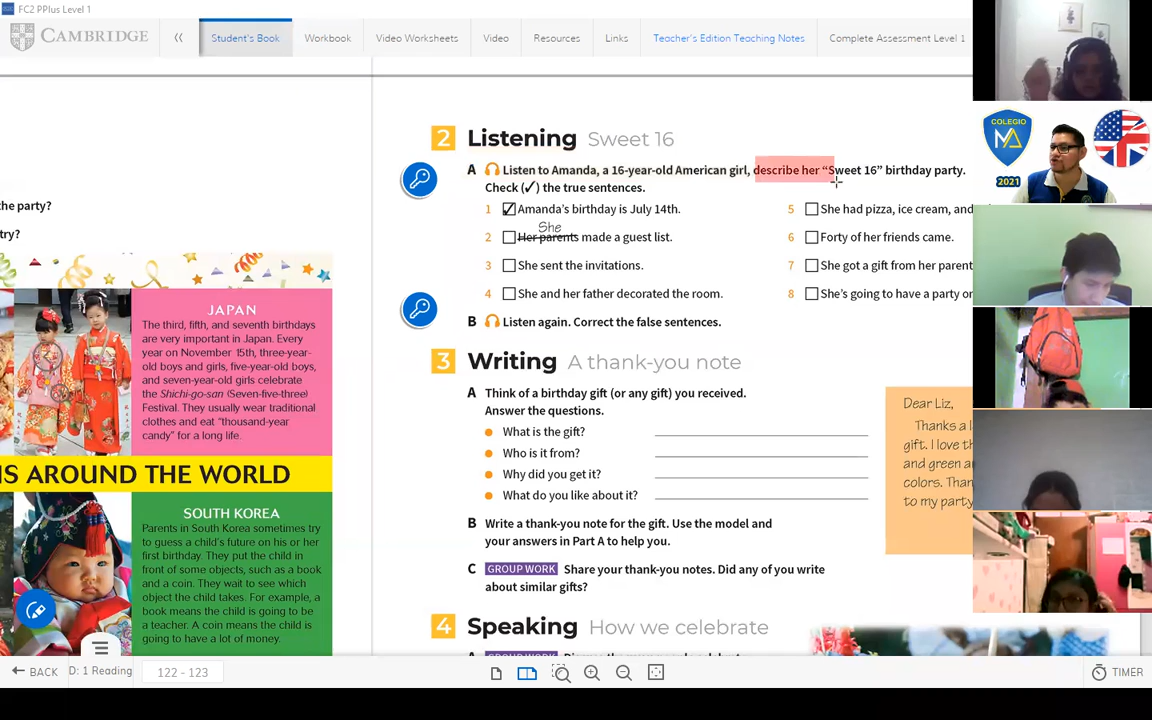 FC2 PPlus Level 1
CAMBRIDGE
Student's Book
Workbook
Video Worksheets
Video
Resources
Links
Teacher's Edition Teaching Notes
Complete Assessment Level 1
the party?
try?
JAPAN
The third, fifth, and seventh birthdays
are very important in Japan. Every
year on November 15th, three-year-
old boys and girls, five-year-old boys,
and seven-year-old girls celebrate
the Shichi-go-san (Seven-five-three)
Festival. They usually wear traditional
clothes and eat “thousand-year
candy” for a long life.
S AROUND THE WORLD
SOUTH KOREA
Parents in South Korea sometimes try
to guess a child's future on his or her
first birthday. They put the child in
front of some objects, such as a book
and a coin. They wait to see which
object the child takes. For example, a
book means the child is going to be
a teacher. A coin means the child is
going to have a lot of money.
2 Listening Sweet 16
A Listen to Amanda, a 16-year-old American girl, describe her “Sweet 16” birthday party.
Check (✓) the true sentences.
1 Amanda's birthday is July 14th.
She
2 Her parents made a guest list.
3 She sent the invitations.
4 She and her father decorated the room.
5 She had pizza, ice cream, and
6 Forty of her friends came.
7 She got a gift from her parent
8 She's going to have a party or
B Listen again. Correct the false sentences.
3 Writing A thank-you note
A Think of a birthday gift (or any gift) you received.
Answer the questions.
What is the gift?
Who is it from?
Why did you get it?
What do you like about it?
B Write a thank-you note for the gift. Use the model and
your answers in Part A to help you.
C GROUP WORK Share your thank-you notes. Did any of you write
about similar gifts?
Dear Liz,
Thanks a l
gift. I love th
and green a
colors. Than
to my party
4 Speaking How we celebrate
COLEGIO
2021
BACK
D: 1 Reading
122 - 123
TIMER